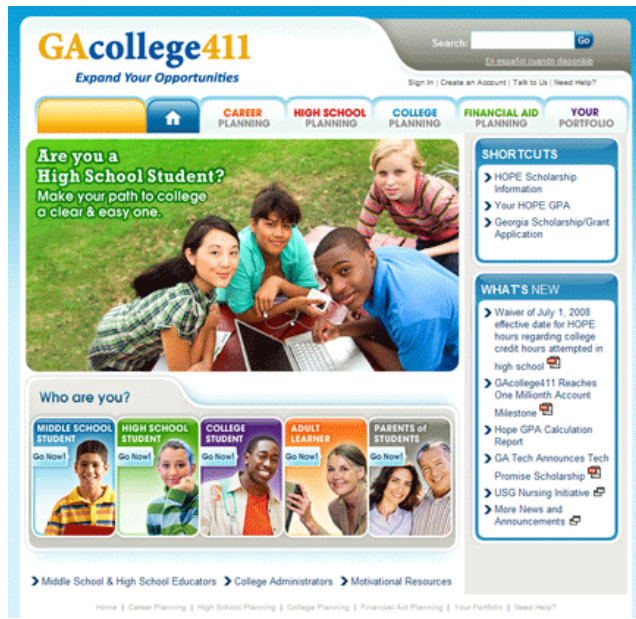 GAcollege411
Expand Your Opportunities
Search:
Go
En español cuando disponible
Sign In | Create an Account | Talk to Us | Need Help?
CAREER
PLANNING
HIGH SCHOOL
PLANNING
COLLEGE
PLANNING
FINANCIAL AID
PLANNING
YOUR
PORTFOLIO
Are you a
High School Student?
Make your path to college
a clear & easy one.
SHORTCUTS
HOPE Scholarship
Information
Your HOPE GPA
Georgia Scholarship/Grant
Application
WHAT'S NEW
Waiver of July 1, 2008
effective date for HOPE
hours regarding college
credit hours attempted in
high school
GAcollege411 Reaches
One Millionth Account
Milestone
Hope GPA Calculation
Report
GA Tech Announces Tech
Promise Scholarship
USG Nursing Initiative
More News and
Announcements
Who are you?
MIDDLE SCHOOL
STUDENT
Go Now!
HIGH SCHOOL
STUDENT
Go Now!
COLLEGE
STUDENT
Go Now!
ADULT
LEARNER
Go Now!
PARENTS of
STUDENTS
Go Now!
Middle School & High School Educators College Administrators Motivational Resources
Home | Career Planning | High School Planning | College Planning | Financial Aid Planning | Your Portfolio | Need Help?